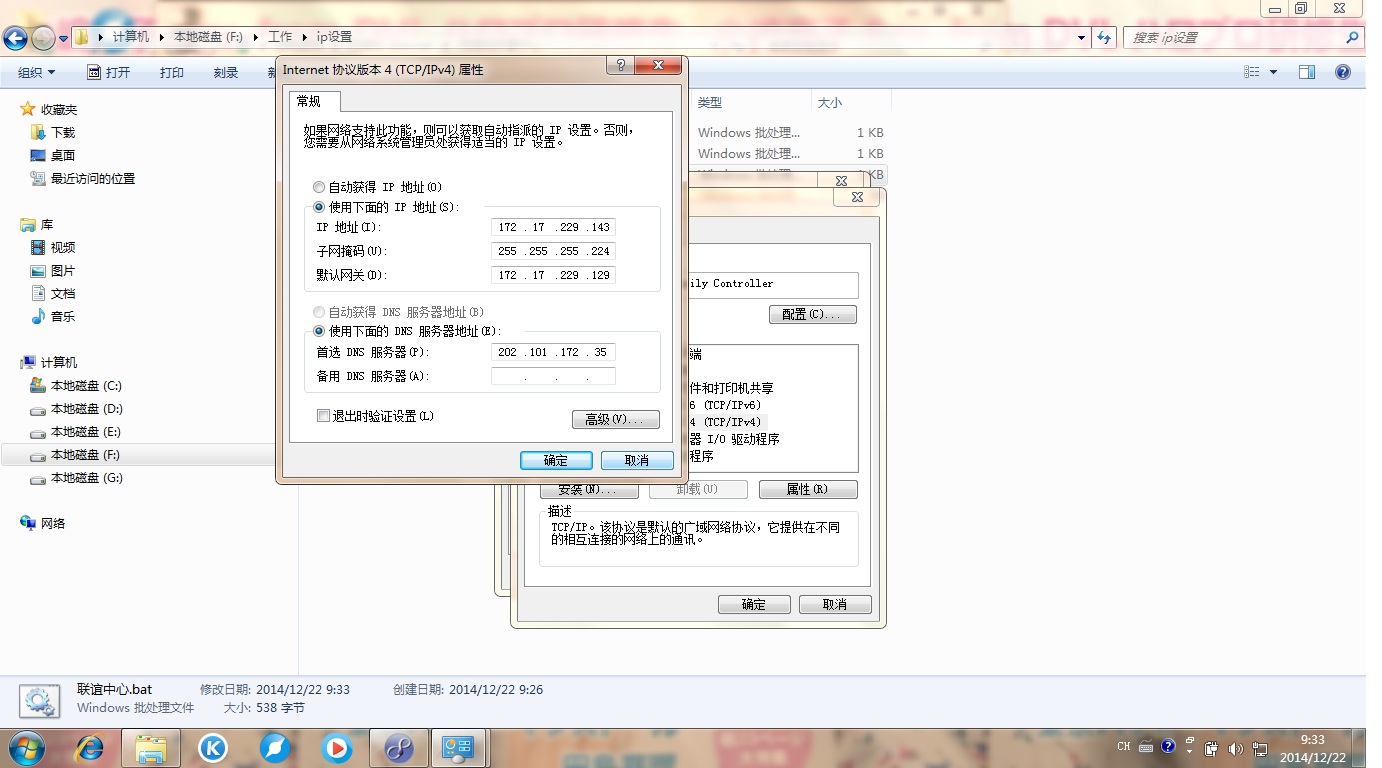 计算机 本地磁盘 (F:) 工作 ip设置
搜索 ip设置
组织 打开 打印 刻录
Internet 协议版本 4 (TCP/IPv4) 属性
常规
如果网络支持此功能，则可以获取自动指派的 IP 设置。否则，
您需要从网络系统管理员处获得适当的 IP 设置。
自动获得 IP 地址(O)
使用下面的 IP 地址(S):
IP 地址(I): 172 . 17 .229 .143
子网掩码(U): 255 .255 .255 .224
默认网关(D): 172 . 17 .229 .129
自动获得 DNS 服务器地址(B)
使用下面的 DNS 服务器地址(E):
首选 DNS 服务器(P): 202 .101 .172 . 35
备用 DNS 服务器(A): . . .
退出时验证设置(L)
高级(V)...
确定 取消
收藏夹
下载
桌面
最近访问的位置
库
视频
图片
文档
音乐
计算机
本地磁盘 (C:)
本地磁盘 (D:)
本地磁盘 (E:)
本地磁盘 (F:)
本地磁盘 (G:)
网络
类型 大小
Windows 批处理... 1 KB
Windows 批处理... 1 KB
KB
ily Controller
配置(C)...
端
件和打印机共享
6 (TCP/IPv6)
4 (TCP/IPv4)
器 I/O 驱动程序
程序
安装(N)... 卸载(U) 属性(R)
描述
TCP/IP。该协议是默认的广域网络协议，它提供在不同
的相互连接的网络上的通讯。
确定 取消
联谊中心.bat 修改日期: 2014/12/22 9:33 创建日期: 2014/12/22 9:26
Windows 批处理文件 大小: 538 字节
CH
9:33
2014/12/22